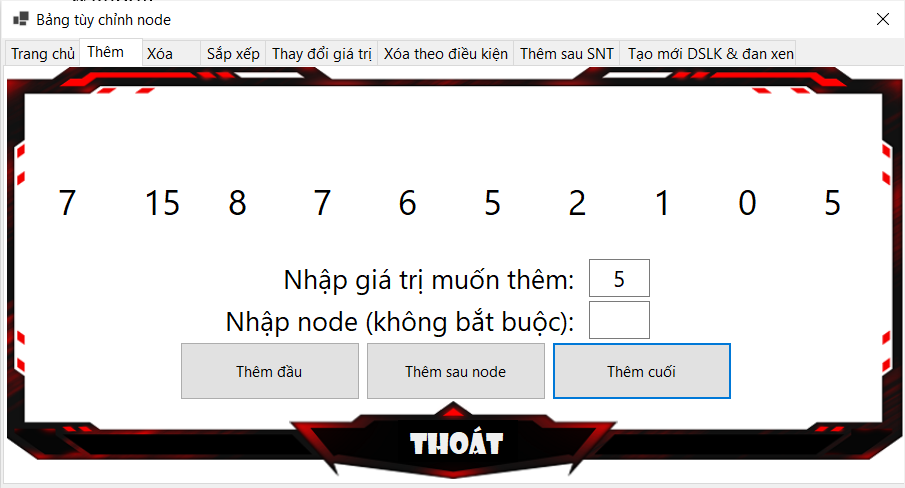 Bảng tùy chỉnh node
Trang chủ Thêm Xóa Sắp xếp Thay đổi giá trị Xóa theo điều kiện Thêm sau SNT Tạo mới DSLK & đan xen
7 15 8 7 6 5 2 1 0 5
Nhập giá trị muốn thêm: 5
Nhập node (không bắt buộc):
Thêm đầu Thêm sau node Thêm cuối
THOÁT